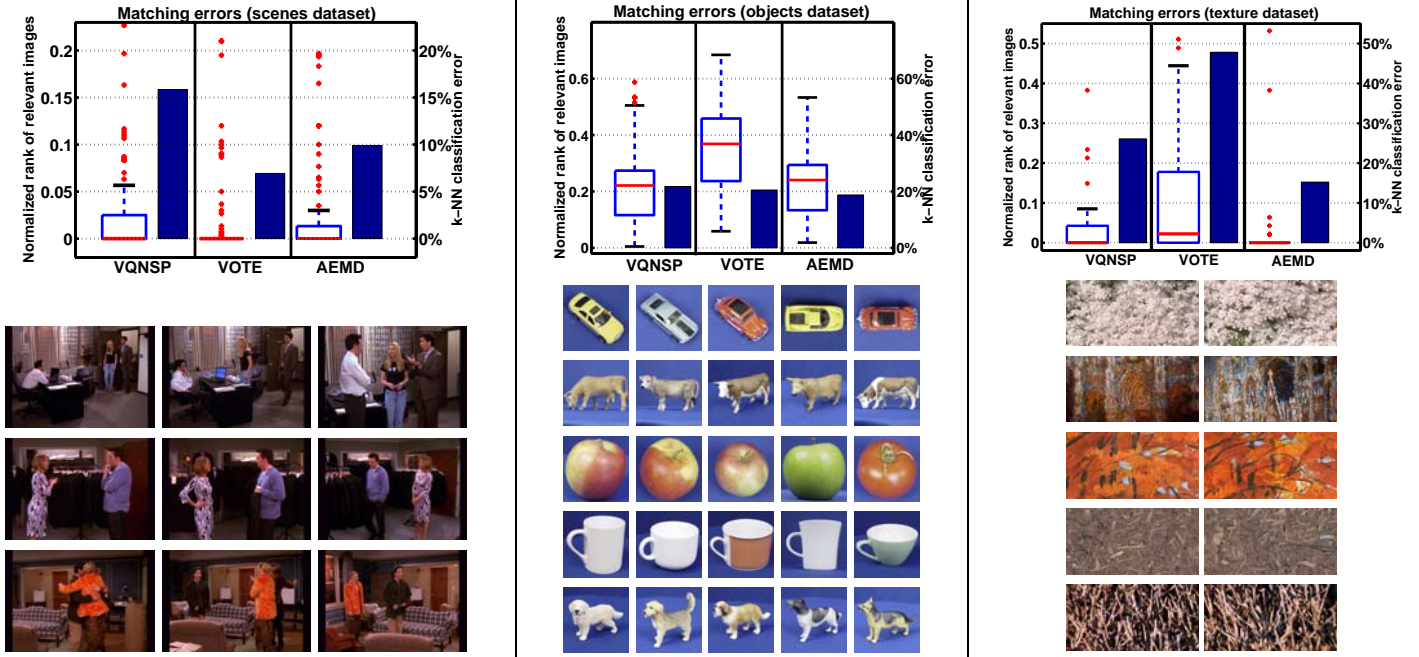 Matching errors (scenes dataset)
Normalized rank of relevant images
0.2
0.15
0.1
0.05
0
20%
15%
10%
5%
0%
k–NN classification error
VQNSP VOTE AEMD
Matching errors (objects dataset)
Normalized rank of relevant images
0.6
0.4
0.2
0
60%
40%
20%
0%
k–NN classification error
VQNSP VOTE AEMD
Matching errors (texture dataset)
Normalized rank of relevant images
0.5
0.4
0.3
0.2
0.1
0
50%
40%
30%
20%
10%
0%
k–NN classification error
VQNSP VOTE AEMD